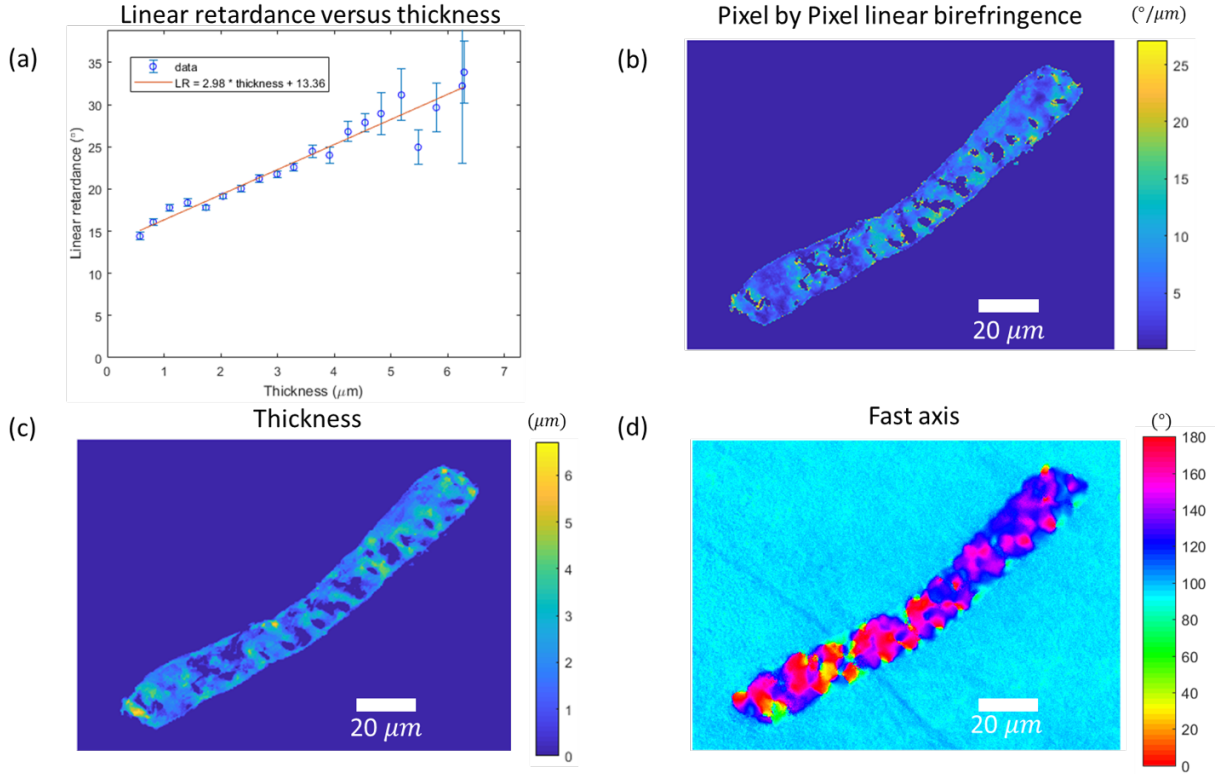 Linear retardance versus thickness
(a)
data
LR = 2.98 * thickness + 13.36
Linear retardance (°)
35
30
25
20
15
10
5
0
0 1 2 3 4 5 6 7
Thickness (μm)
Pixel by Pixel linear birefringence
(°/μm)
(b)
25
20
15
10
5
20 μm
Thickness
(μm)
(c)
6
5
4
3
2
1
0
20 μm
Fast axis
(°)
(d)
180
160
140
120
100
80
60
40
20
0
20 μm